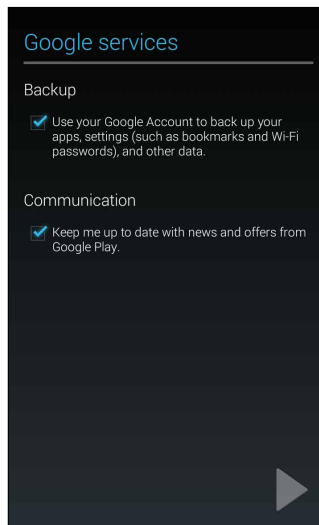 Google services
Backup
Use your Google Account to back up your
apps, settings (such as bookmarks and Wi-Fi
passwords), and other data.
Communication
Keep me up to date with news and offers from
Google Play.